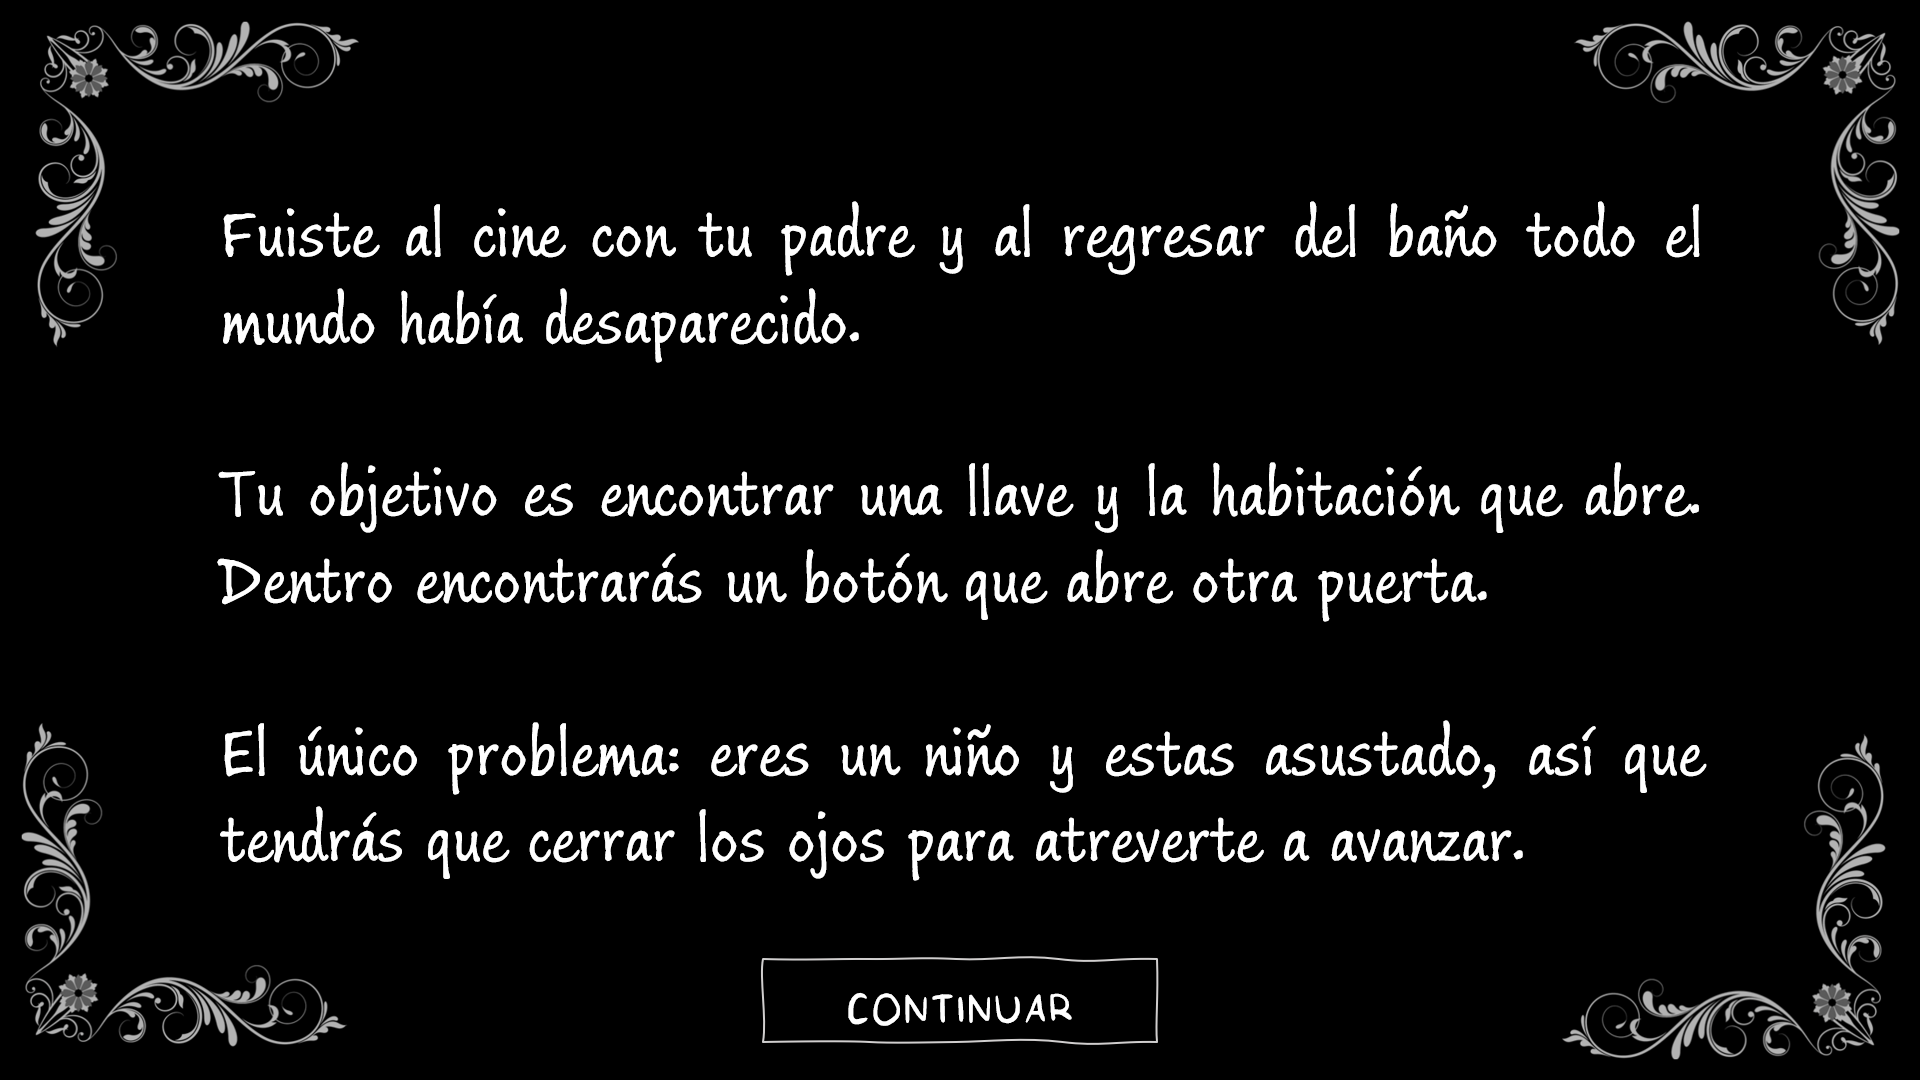 Fuiste al cine con tu padre y al regresar del baño todo el
mundo había desaparecido.
Tu objetivo es encontrar una llave y la habitación que abre.
Dentro encontrarás un botón que abre otra puerta.
El único problema: eres un niño y estas asustado, así que
tendrás que cerrar los ojos para atreverte a avanzar.
CONTINUAR